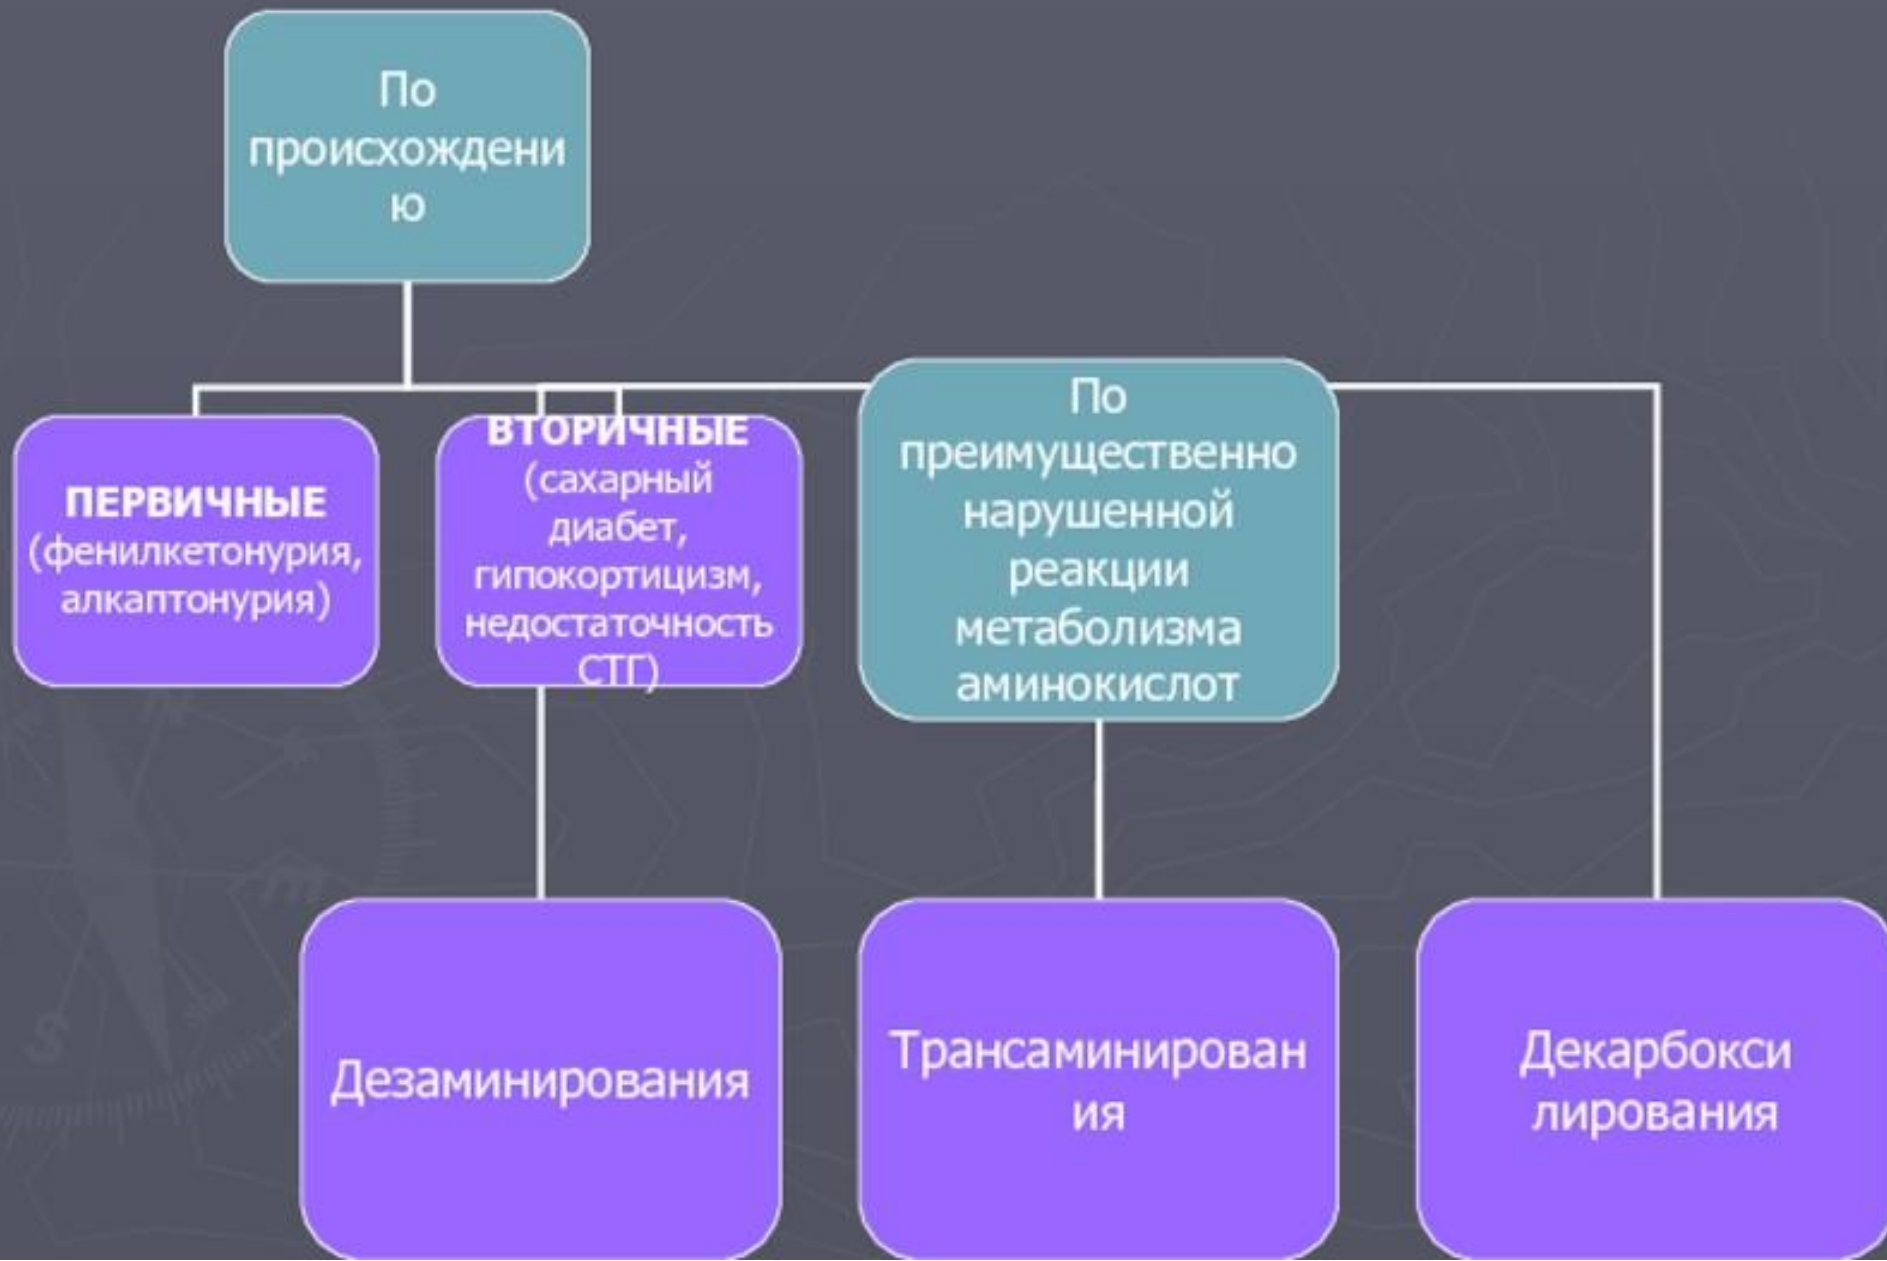 По
происхождени
ю
ПЕРВИЧНЫЕ
(фенилкетонурия,
алкаптонурия)
ВТОРИЧНЫЕ
(сахарный
диабет,
гипокортицизм,
недостаточность
СТГ)
По
преимущественно
нарушенной
реакции
метаболизма
аминокислот
Дезаминирования
Трансаминирован
ия
Декарбокси
лирования